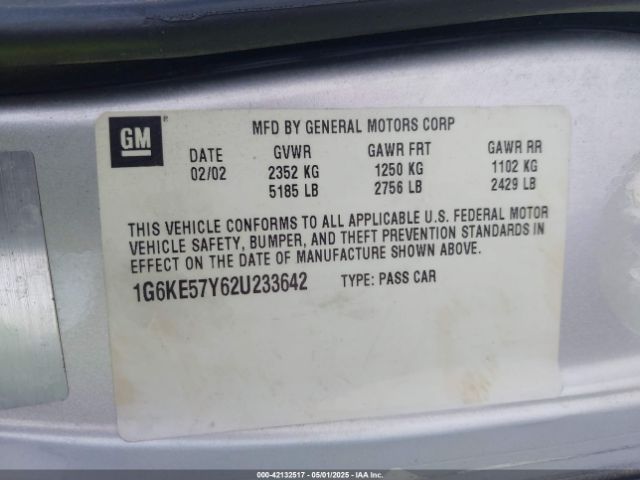 GM ®
MFD BY GENERAL MOTORS CORP
DATE GVWR GAWR FRT GAWR RR
02/02 2352 KG 1250 KG 1102 KG
5185 LB 2756 LB 2429 LB
THIS VEHICLE CONFORMS TO ALL APPLICABLE U.S. FEDERAL MOTOR
VEHICLE SAFETY, BUMPER, AND THEFT PREVENTION STANDARDS IN
EFFECT ON THE DATE OF MANUFACTURE SHOWN ABOVE.
1G6KE57Y62U233642 TYPE: PASS CAR
000-42132517 - 05/01/2025 - IAAI.COM